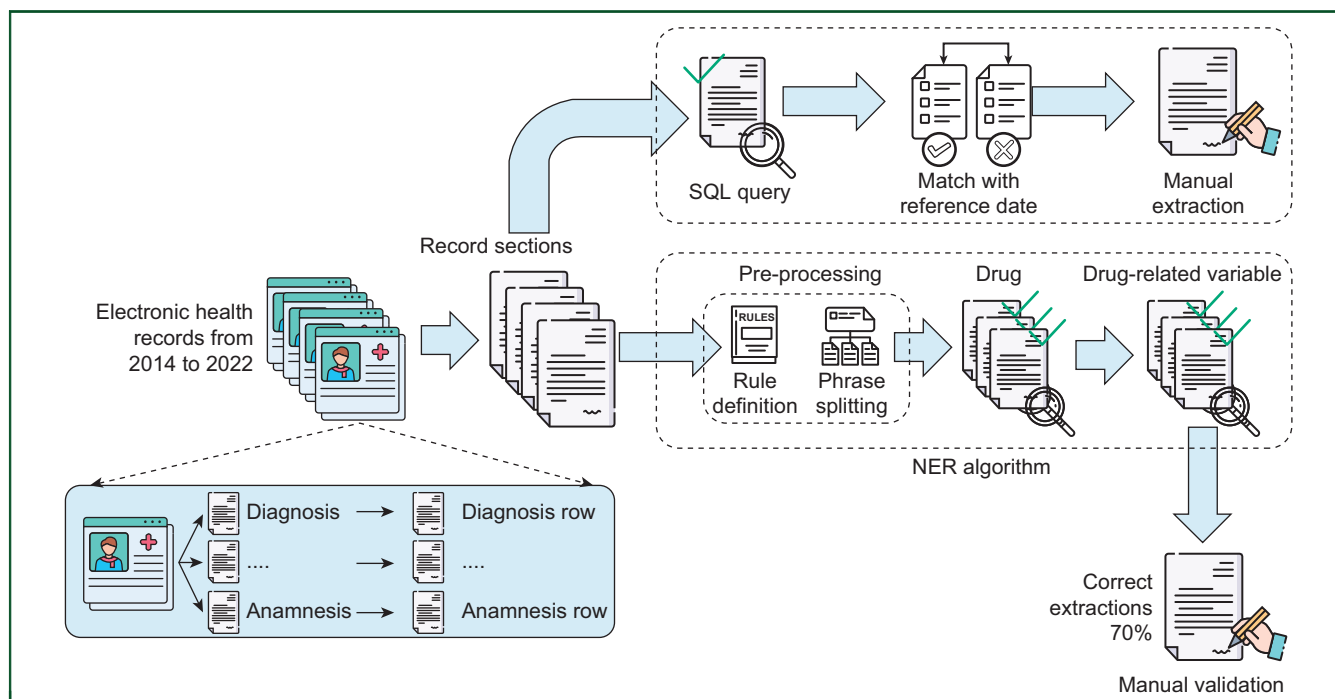 SQL query
Match with
reference date
Manual
extraction
Record sections
Electronic health
records from
2014 to 2022
Pre-processing
Drug
Drug-related variable
RULES
Rule
definition
Phrase
splitting
NER algorithm
Diagnosis
Diagnosis row
....
....
Anamnesis
Anamnesis row
Correct
extractions
70%
Manual validation